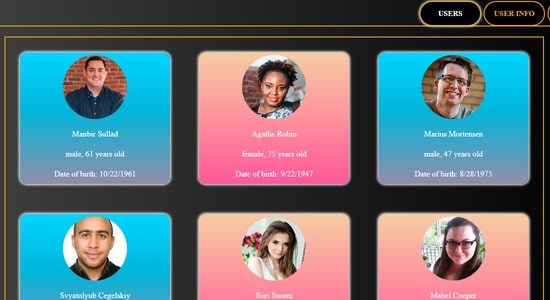 USERS
USER INFO
Manbir Sullad
male, 61 years old
Date of birth: 10/22/1961
Agathe Robin
female, 75 years old
Date of birth: 9/22/1947
Marius Mortensen
male, 47 years old
Date of birth: 8/28/1975
Svyatolyub Cegelskiy
Siiri Suomi
Mabel Cooper